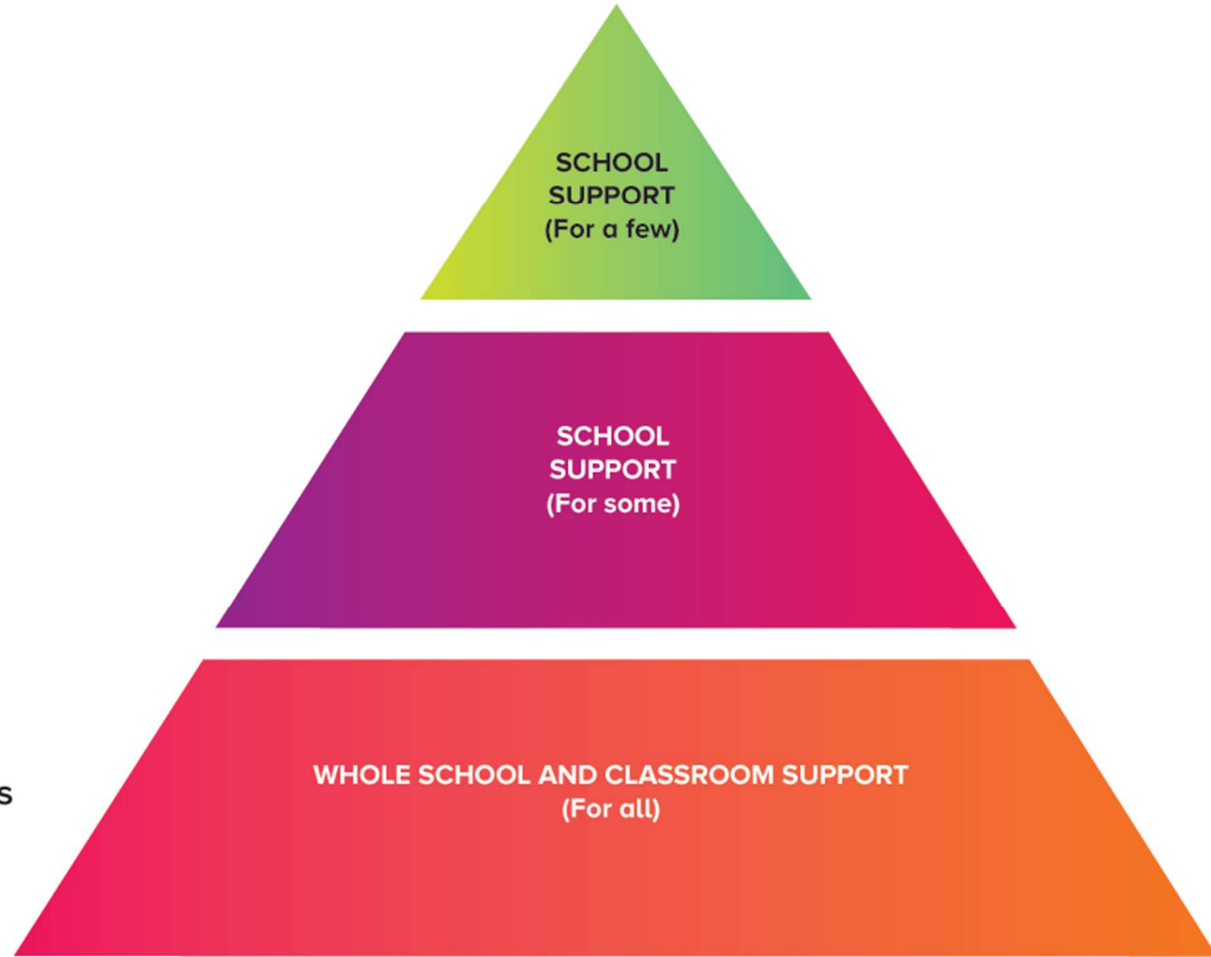 SCHOOL
SUPPORT
(For a few)
SCHOOL
SUPPORT
(For some)
WHOLE SCHOOL AND CLASSROOM SUPPORT
(For all)
s